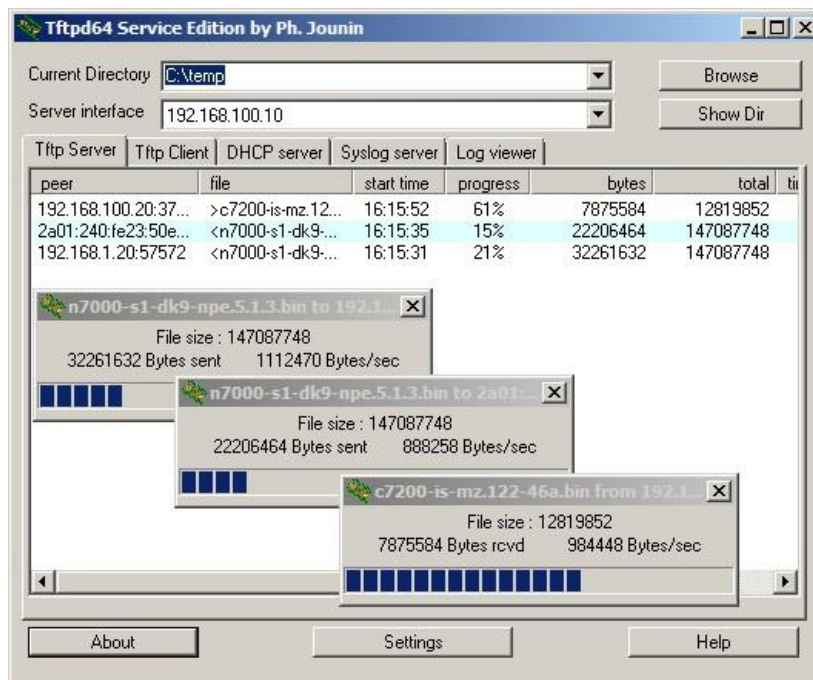 Tftpd64 Service Edition by Ph. Jounin
Current Directory C:\temp Browse
Server interface 192.168.100.10 Show Dir
Tftp Server Tftp Client DHCP server Syslog server Log viewer
peer file start time progress bytes total
192.168.100.20:37... >c7200-is-mz.12... 16:15:52 61% 7875584 12819852
2a01:240:fe23:50e... <n7000-s1-dk9-... 16:15:35 15% 22206464 147087748
192.168.1.20:57572 <n7000-s1-dk9-... 16:15:31 21% 32261632 147087748
n7000-s1-dk9-npe.5.1.3.bin to 192.1...
File size : 147087748
32261632 Bytes sent 1112470 Bytes/sec
n7000-s1-dk9-npe.5.1.3.bin to 2a01:...
File size : 147087748
22206464 Bytes sent 888258 Bytes/sec
c7200-is-mz.122-46a.bin from 192.1...
File size : 12819852
7875584 Bytes rcvd 984448 Bytes/sec
About Settings Help